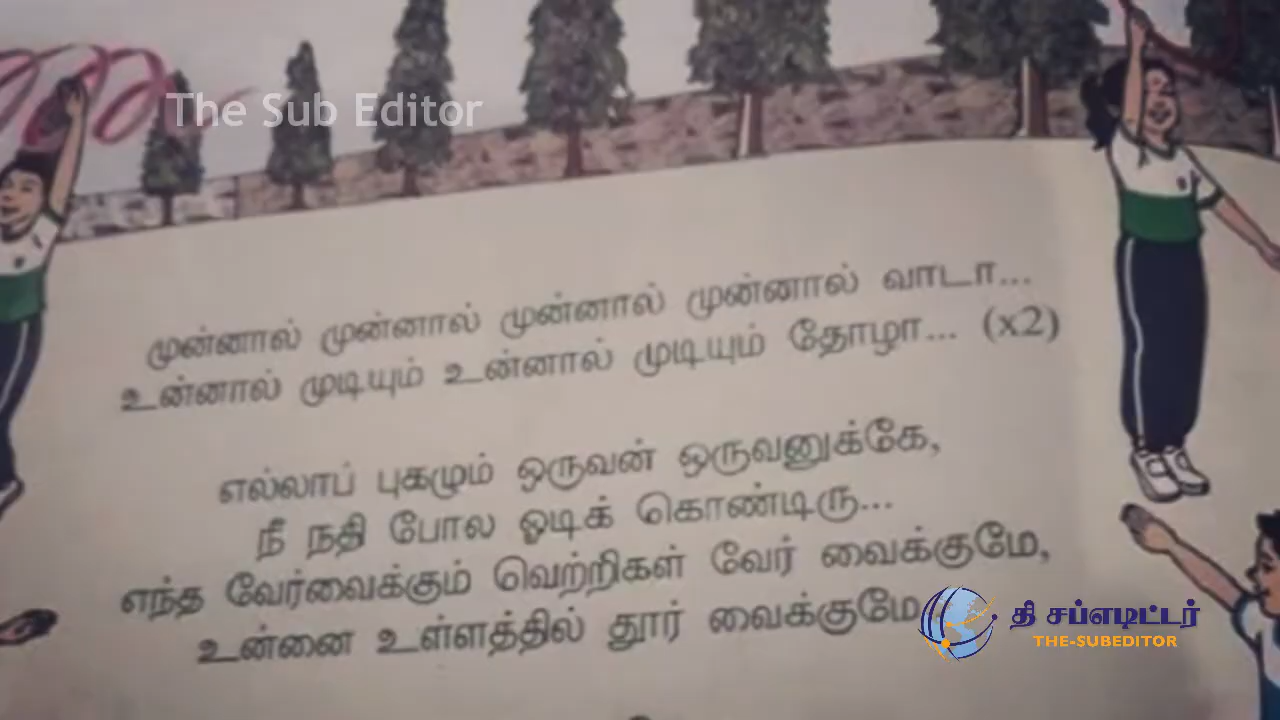 The Sub Editor
முன்னால் முன்னால் முன்னால் முன்னால் வாடா...
உன்னால் முடியும் உன்னால் முடியும் தோழா... (x2)
எல்லாப் புகழும் ஒருவன் ஒருவனுக்கே,
நீ நதி போல ஓடிக் கொண்டிரு...
எந்த வேர்வைக்கும் வெற்றிகள் வேர் வைக்குமே,
உன்னை உள்ளத்தில் தூர் வைக்குமே
தி சப்எடிட்டர்
THE-SUBEDITOR